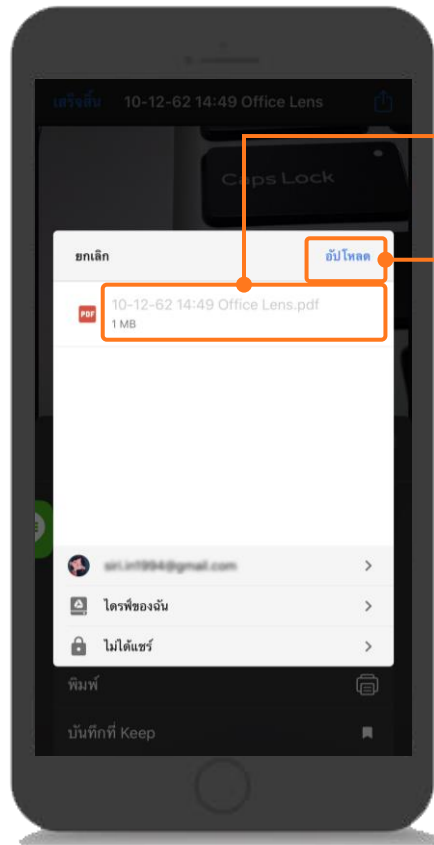 เสร็จสิ้น 10-12-62 14:49 Office Lens
Caps Lock
ยกเลิก อัปโหลด
PDF 10-12-62 14:49 Office Lens.pdf
1 MB
ไดรฟ์ของฉัน
ไม่ได้แชร์
พิมพ์
บันทึกที่ Keep